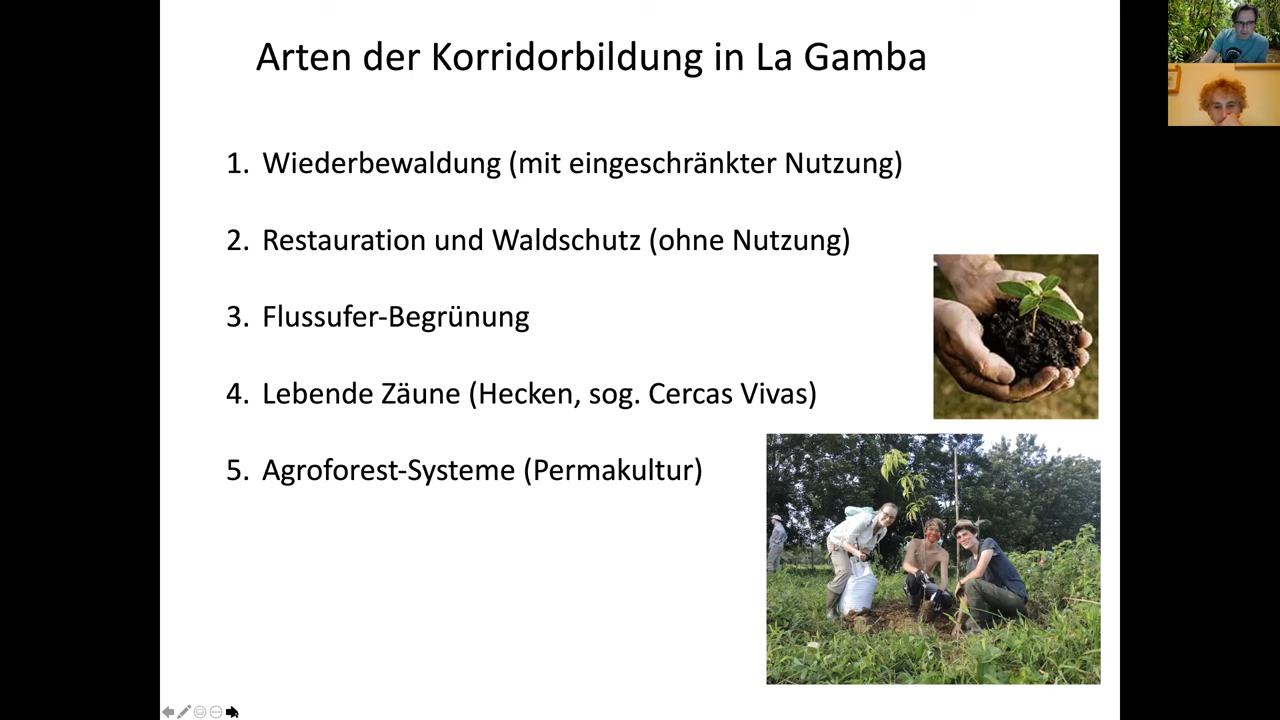 Arten der Korridorbildung in La Gamba
1. Wiederbewaldung (mit eingeschränkter Nutzung)
2. Restauration und Waldschutz (ohne Nutzung)
3. Flussufer-Begrünung
4. Lebende Zäune (Hecken, sog. Cercas Vivas)
5. Agroforest-Systeme (Permakultur)